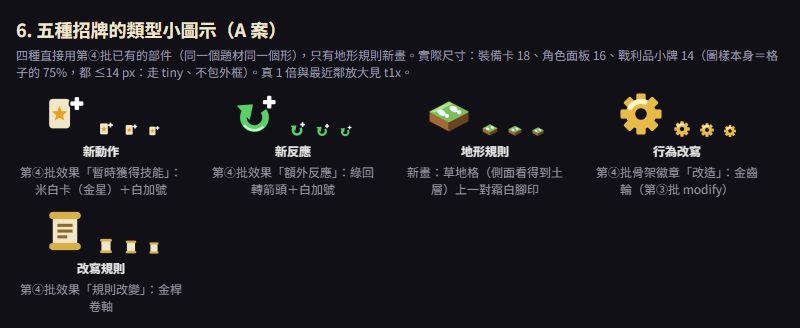 6. 五種招牌的類型小圖示（A 案）
四種直接用第④批已有的部件（同一個題材同一個形），只有地形規則新畫。實際尺寸：裝備卡 18、角色面板 16、戰利品小牌 14（圖樣本身＝格
子的 75%，都 ≤14 px：走 tiny、不包外框）。真 1 倍與最近鄰放大見 t1x。
新動作
第④批效果「暫時獲得技能」：
米白卡（金星）＋白加號
新反應
第④批效果「額外反應」：綠回
轉箭頭＋白加號
地形規則
新畫：草地格（側面看得到土
層）上一對霜白腳印
行為改寫
第④批骨架徽章「改造」：金齒
輪（第③批 modify）
改寫規則
第④批效果「規則改變」：金桿
卷軸